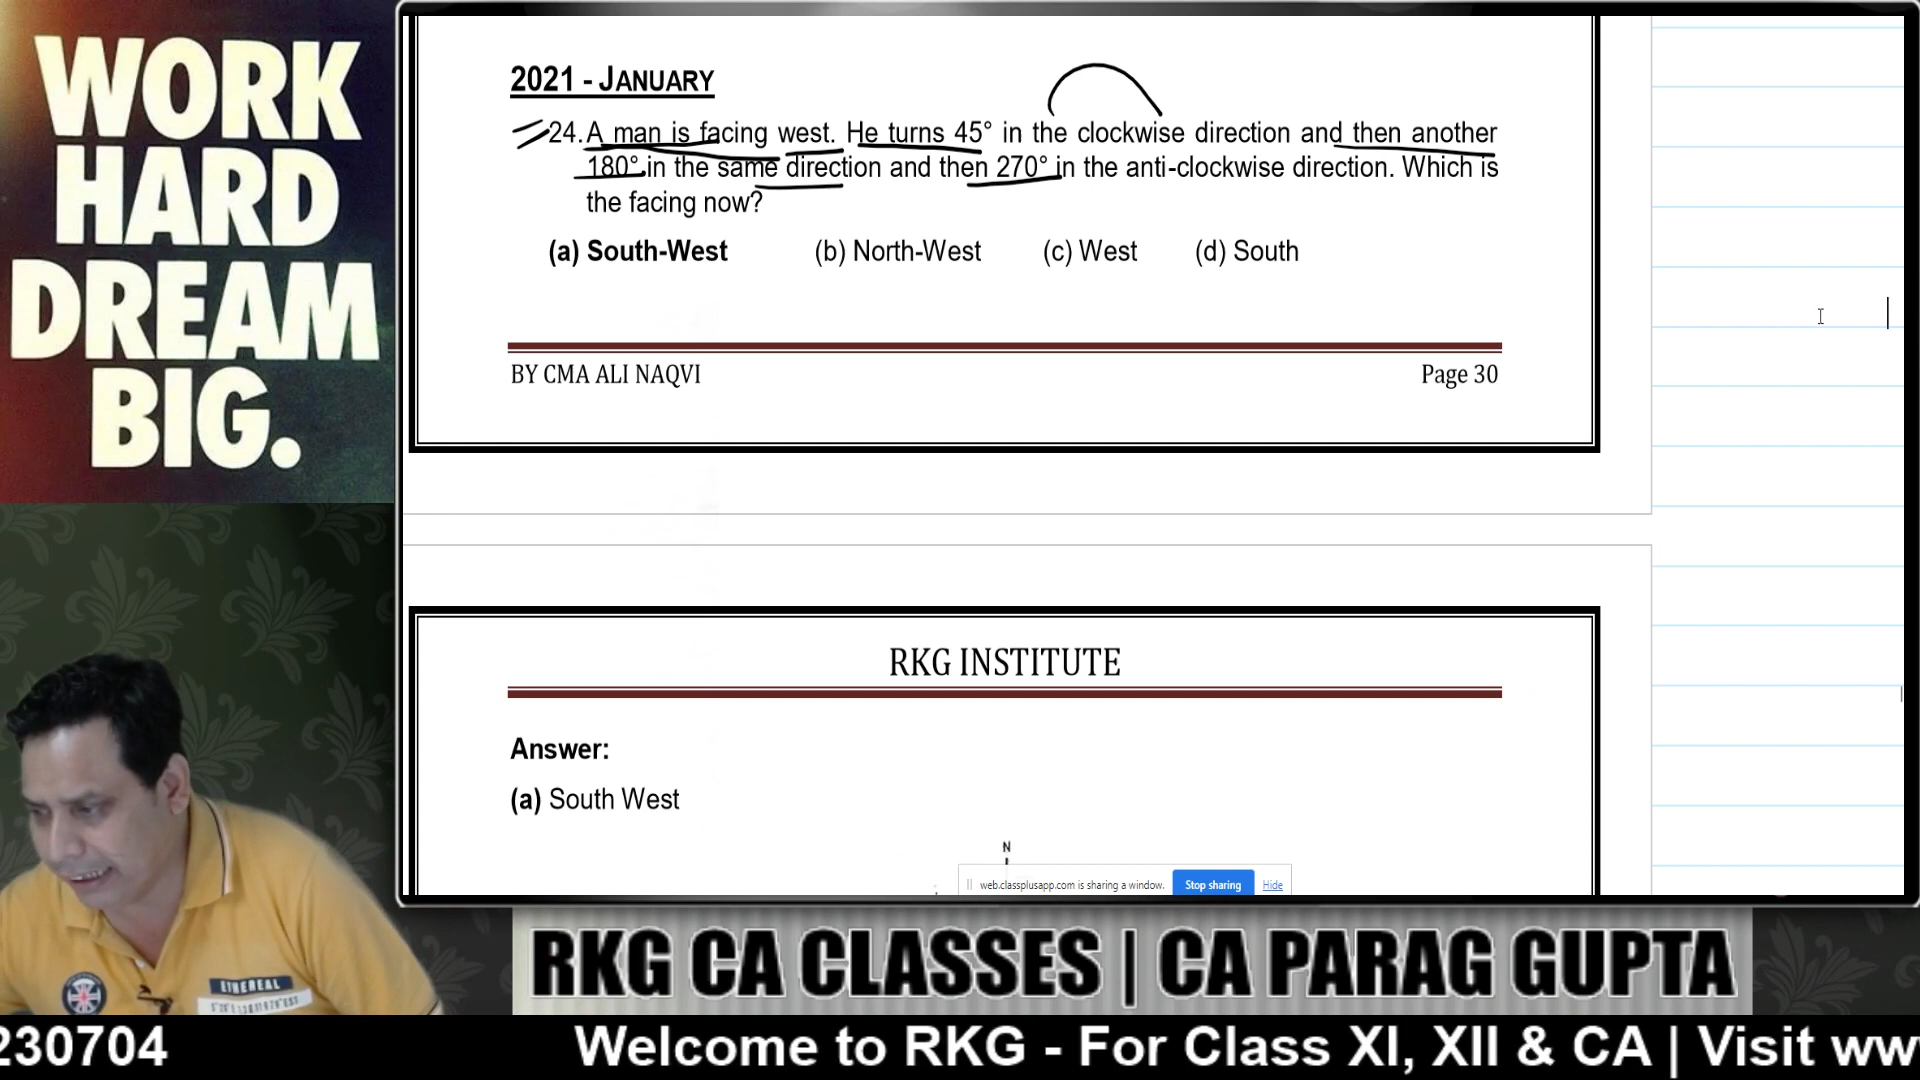 WORK
HARD
DREAM
BIG.
2021 - JANUARY
24. A man is facing west. He turns 45° in the clockwise direction and then another
180° in the same direction and then 270° in the anti-clockwise direction. Which is
the facing now?
(a) South-West (b) North-West (c) West (d) South
BY CMA ALI NAQVI Page 30
RKG INSTITUTE
Answer:
(a) South West
N
web.classplusapp.com is sharing a window. Stop sharing Hide
ETHEREAL
RKG CA CLASSES | CA PARAG GUPTA
230704 Welcome to RKG - For Class XI, XII & CA | Visit ww